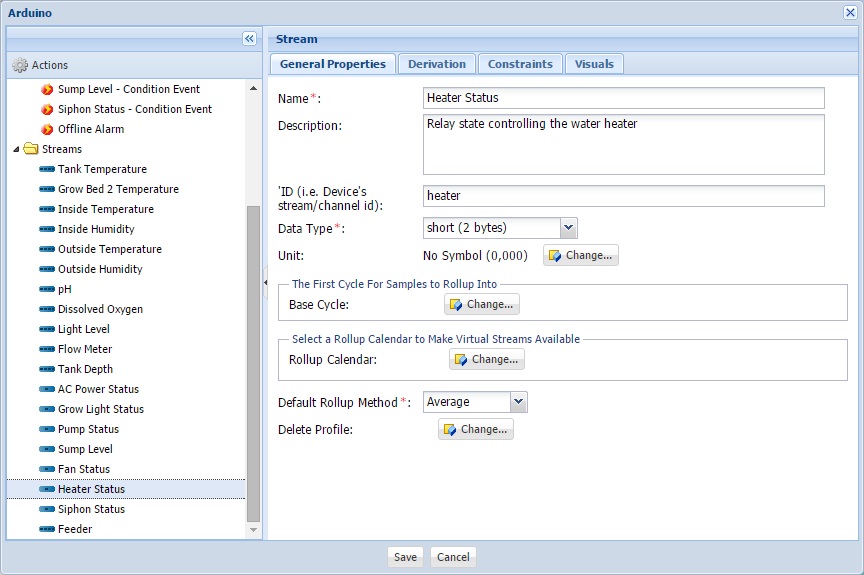 Arduino
Actions
Sump Level - Condition Event
Siphon Status - Condition Event
Offline Alarm
Streams
Tank Temperature
Grow Bed 2 Temperature
Inside Temperature
Inside Humidity
Outside Temperature
Outside Humidity
pH
Dissolved Oxygen
Light Level
Flow Meter
Tank Depth
AC Power Status
Grow Light Status
Pump Status
Sump Level
Fan Status
Heater Status
Siphon Status
Feeder
Stream
General Properties Derivation Constraints Visuals
Name*: Heater Status
Description: Relay state controlling the water heater
'ID (i.e. Device's
stream/channel id): heater
Data Type*: short (2 bytes)
Unit: No Symbol (0,000) Change...
The First Cycle For Samples to Rollup Into
Base Cycle: Change...
Select a Rollup Calendar to Make Virtual Streams Available
Rollup Calendar: Change...
Default Rollup Method*: Average
Delete Profile: Change...
Save Cancel